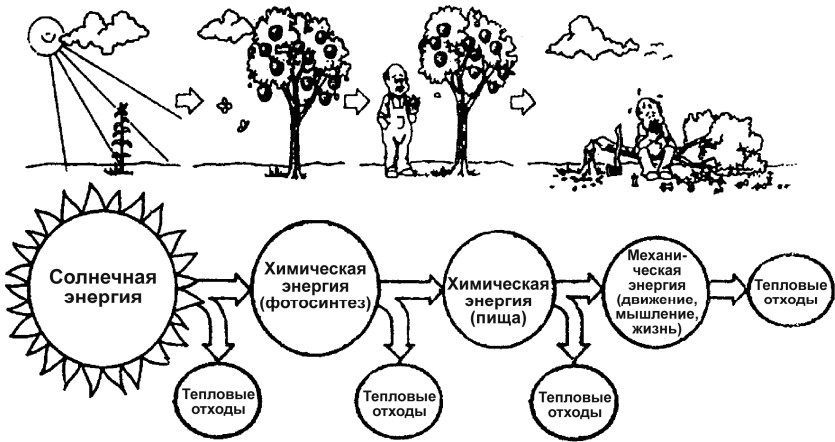 Солнечная
энергия
Химическая
энергия
(фотосинтез)
Химическая
энергия
(пища)
Механи-
ческая
энергия
(движение,
мышление,
жизнь)
Тепловые
отходы
Тепловые
отходы
Тепловые
отходы
Тепловые
отходы